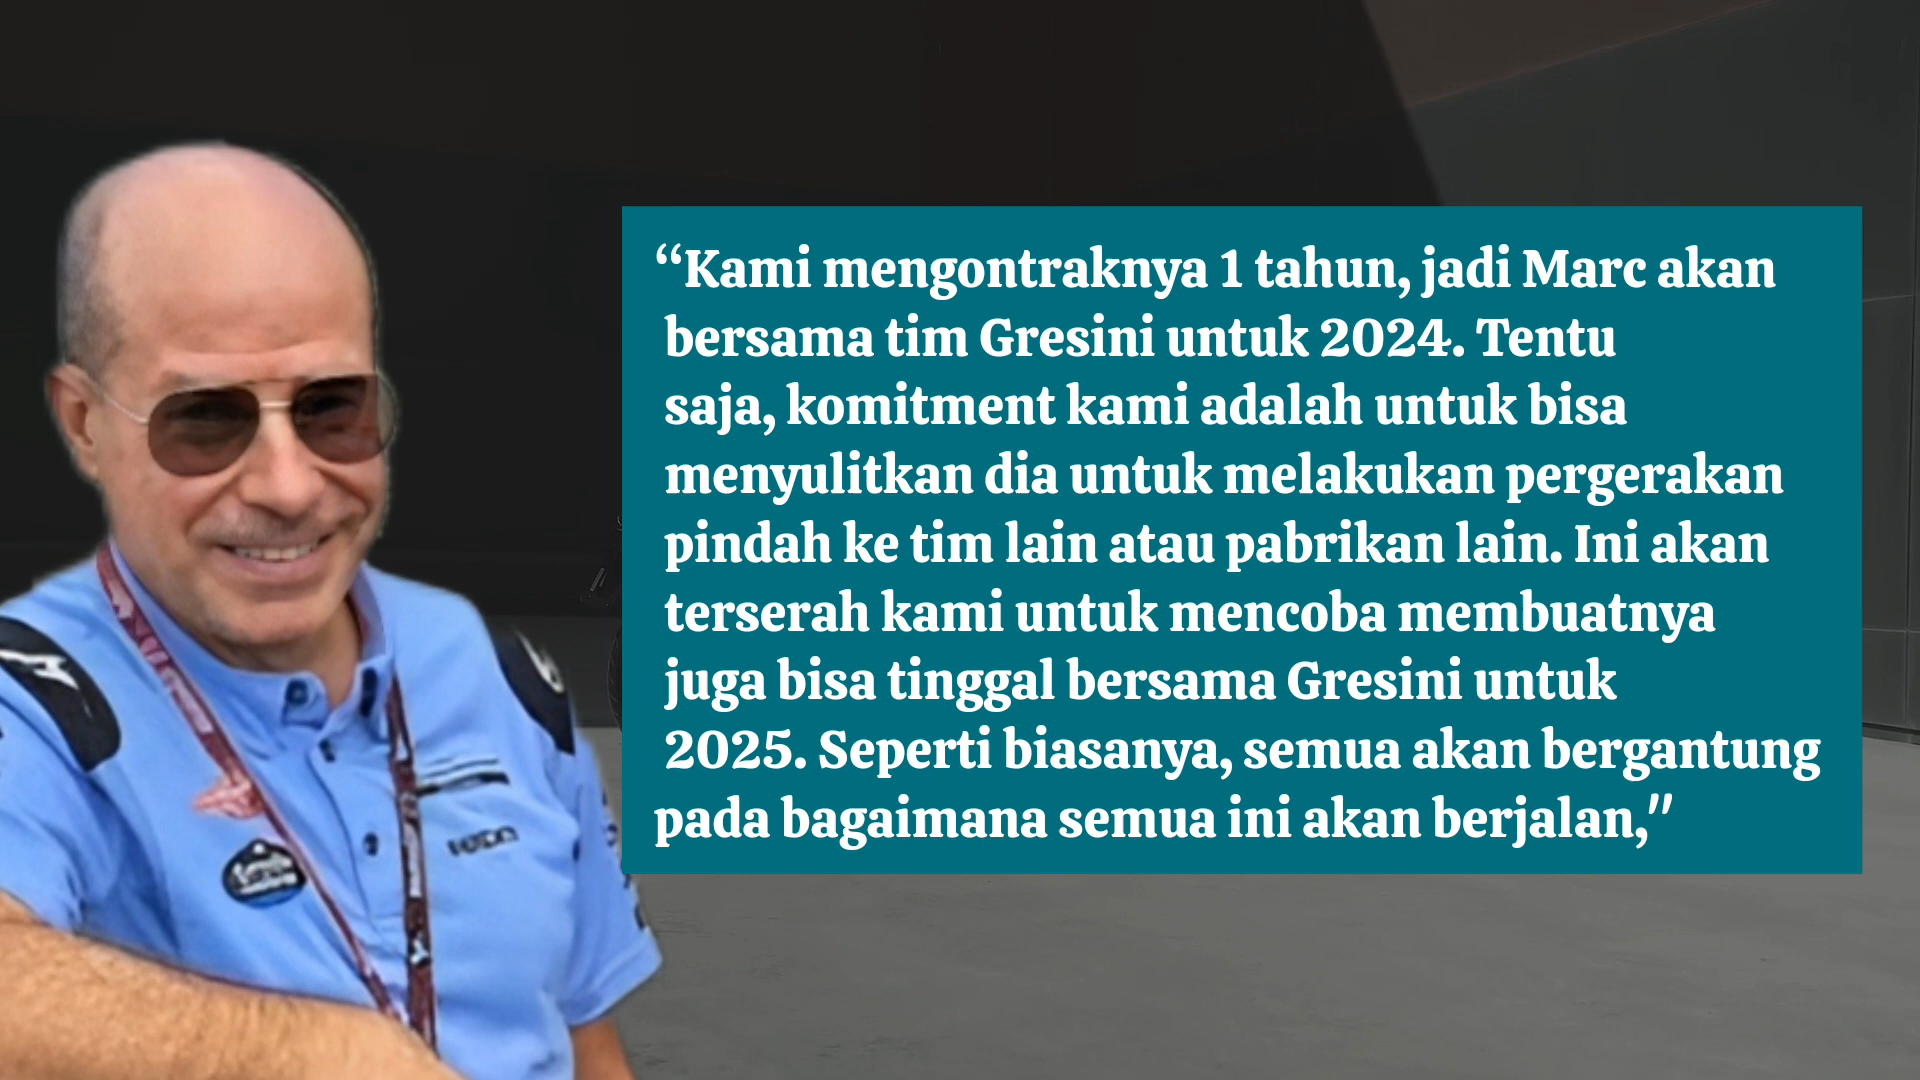 “Kami mengontraknya 1 tahun, jadi Marc akan
bersama tim Gresini untuk 2024. Tentu
saja, komitment kami adalah untuk bisa
menyulitkan dia untuk melakukan pergerakan
pindah ke tim lain atau pabrikan lain. Ini akan
terserah kami untuk mencoba membuatnya
juga bisa tinggal bersama Gresini untuk
2025. Seperti biasanya, semua akan bergantung
pada bagaimana semua ini akan berjalan,"